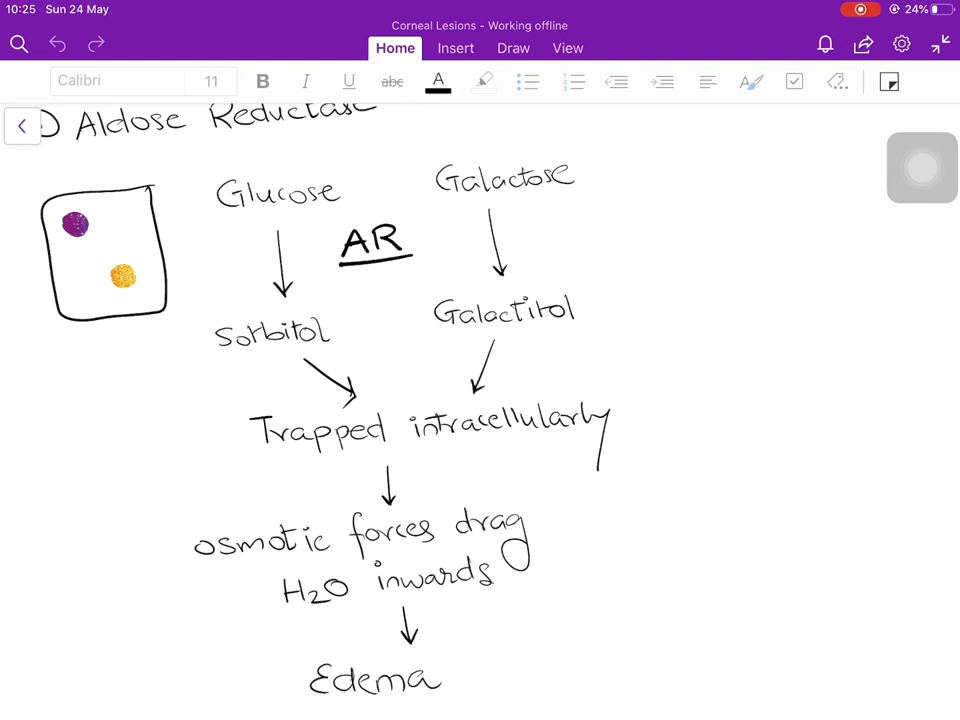 10:25 Sun 24 May
24%
Corneal Lesions - Working offline
Home Insert Draw View
Calibri 11 B I U abc A
) Aldose Reductase
Glucose Galactose
AR
Sorbitol Galactitol
Trapped intracellularly
osmotic forces drag
H₂O inwards
Edema